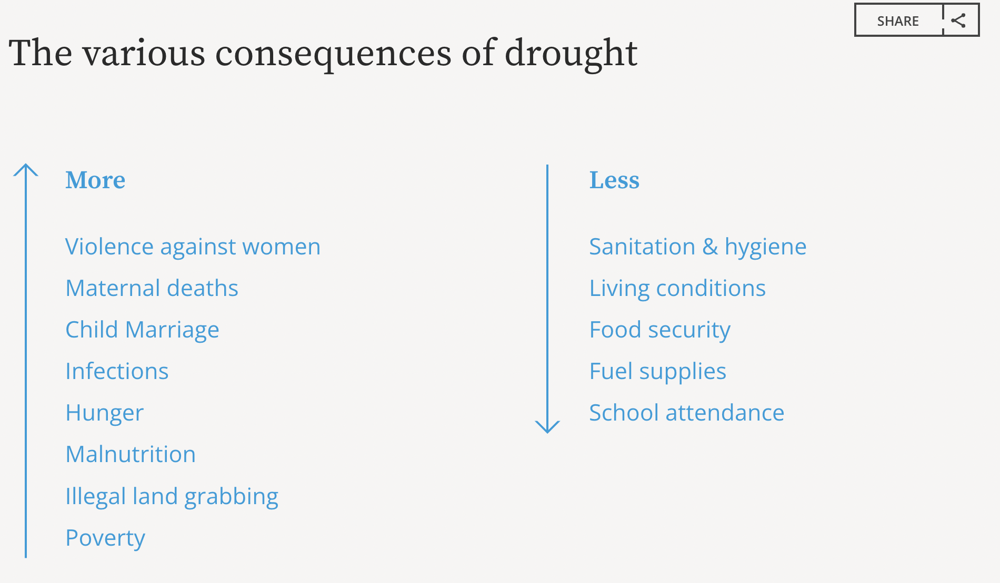 SHARE
The various consequences of drought
More
Violence against women
Maternal deaths
Child Marriage
Infections
Hunger
Malnutrition
Illegal land grabbing
Poverty
Less
Sanitation & hygiene
Living conditions
Food security
Fuel supplies
School attendance